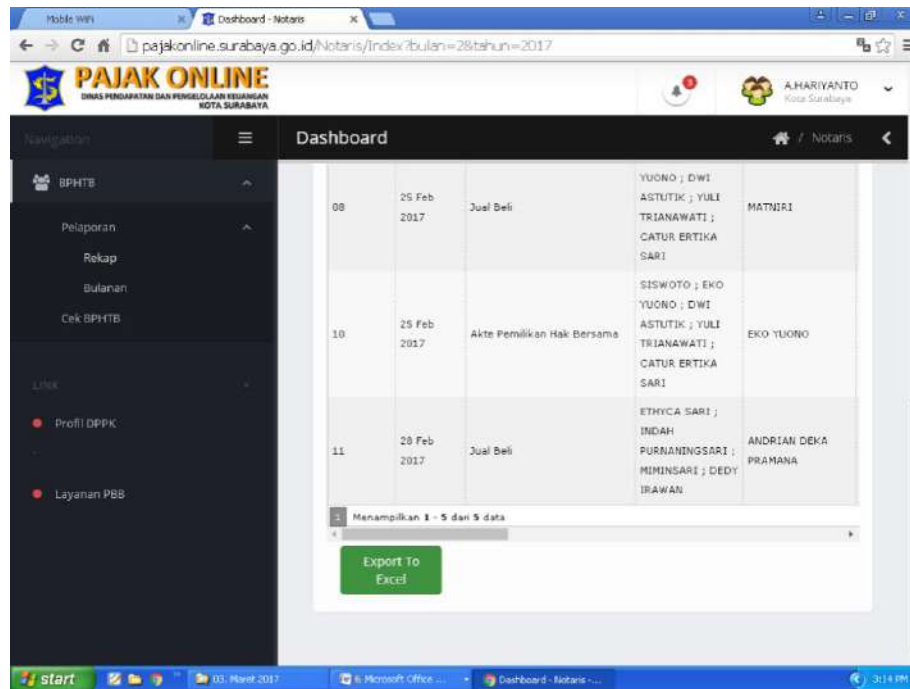 Mobile WiFi
Dashboard - Notaris
pajakonline.surabaya.go.id/Notaris/Index?bulan=2&tahun=2017
PAJAK ONLINE
DINAS PENDAPATAN DAN PENGELOLAAN KEUANGAN
KOTA SURABAYA
3
A.HARIYANTO
Kota Surabaya
Navigation
Dashboard
/ Notaris
BPHTB
Pelaporan
Rekap
Bulanan
Cek BPHTB
LINK
Profil DPPK
-
Layanan PBB
08
25 Feb
2017
Jual Beli
YUONO ; DWI
ASTUTIK ; YULI
TRIANAWATI ;
CATUR ERTIKA
SARI
MATNIRI
10
25 Feb
2017
Akte Pemilikan Hak Bersama
SISWOTO ; EKO
YUONO ; DWI
ASTUTIK ; YULI
TRIANAWATI ;
CATUR ERTIKA
SARI
EKO YUONO
11
28 Feb
2017
Jual Beli
ETHYCA SARI ;
INDAH
PURNANINGSARI ;
MIMINSARI ; DEDY
IRAWAN
ANDRIAN DEKA
PRAMANA
1 Menampilkan 1 - 5 dari 5 data
Export To
Excel
start
03. Maret 2017
6 Microsoft Office ...
Dashboard - Notaris -...
3:14 PM